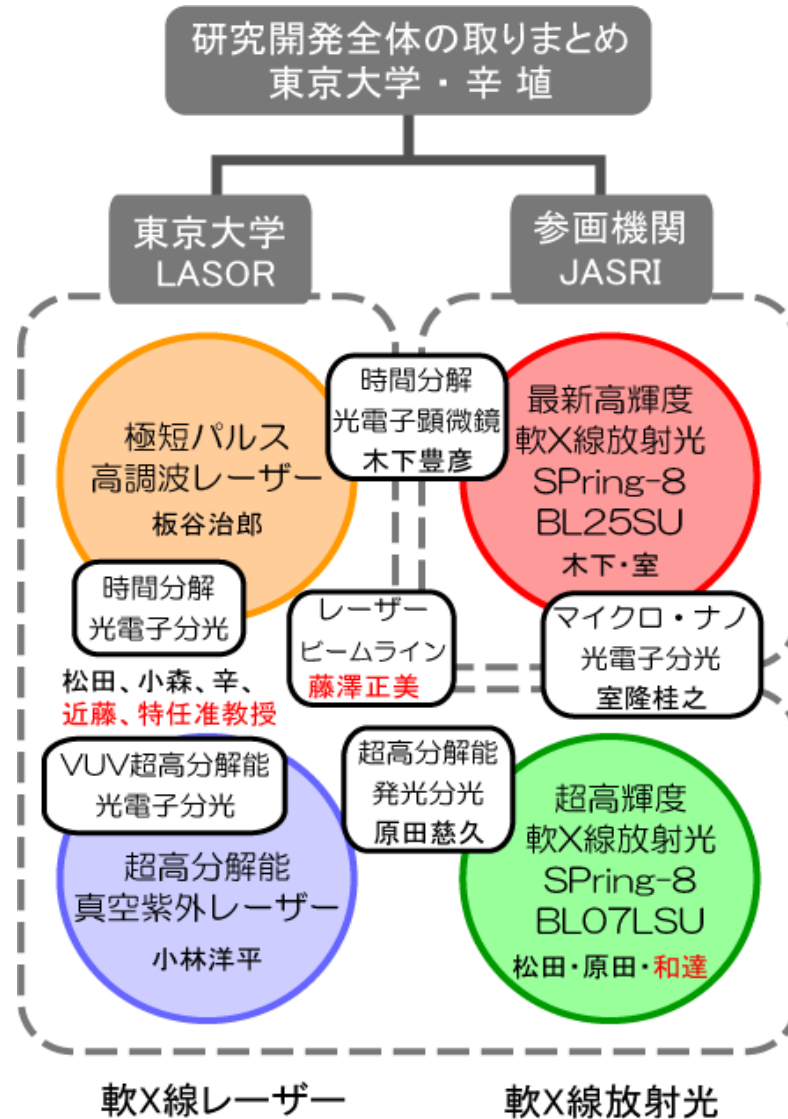 研究開発全体の取りまとめ
東京大学・辛 埴
東京大学
LASOR
参画機関
JASRI
極短パルス
高調波レーザー
板谷治郎
時間分解
光電子顕微鏡
木下豊彦
最新高輝度
軟X線放射光
SPring-8
BL25SU
木下・室
時間分解
光電子分光
松田、小森、辛、
近藤、特任准教授
レーザー
ビームライン
藤澤正美
マイクロ・ナノ
光電子分光
室隆桂之
VUV超高分解能
光電子分光
超高分解能
真空紫外レーザー
小林洋平
超高分解能
発光分光
原田慈久
超高輝度
軟X線放射光
SPring-8
BL07LSU
松田・原田・和達
軟X線レーザー
軟X線放射光